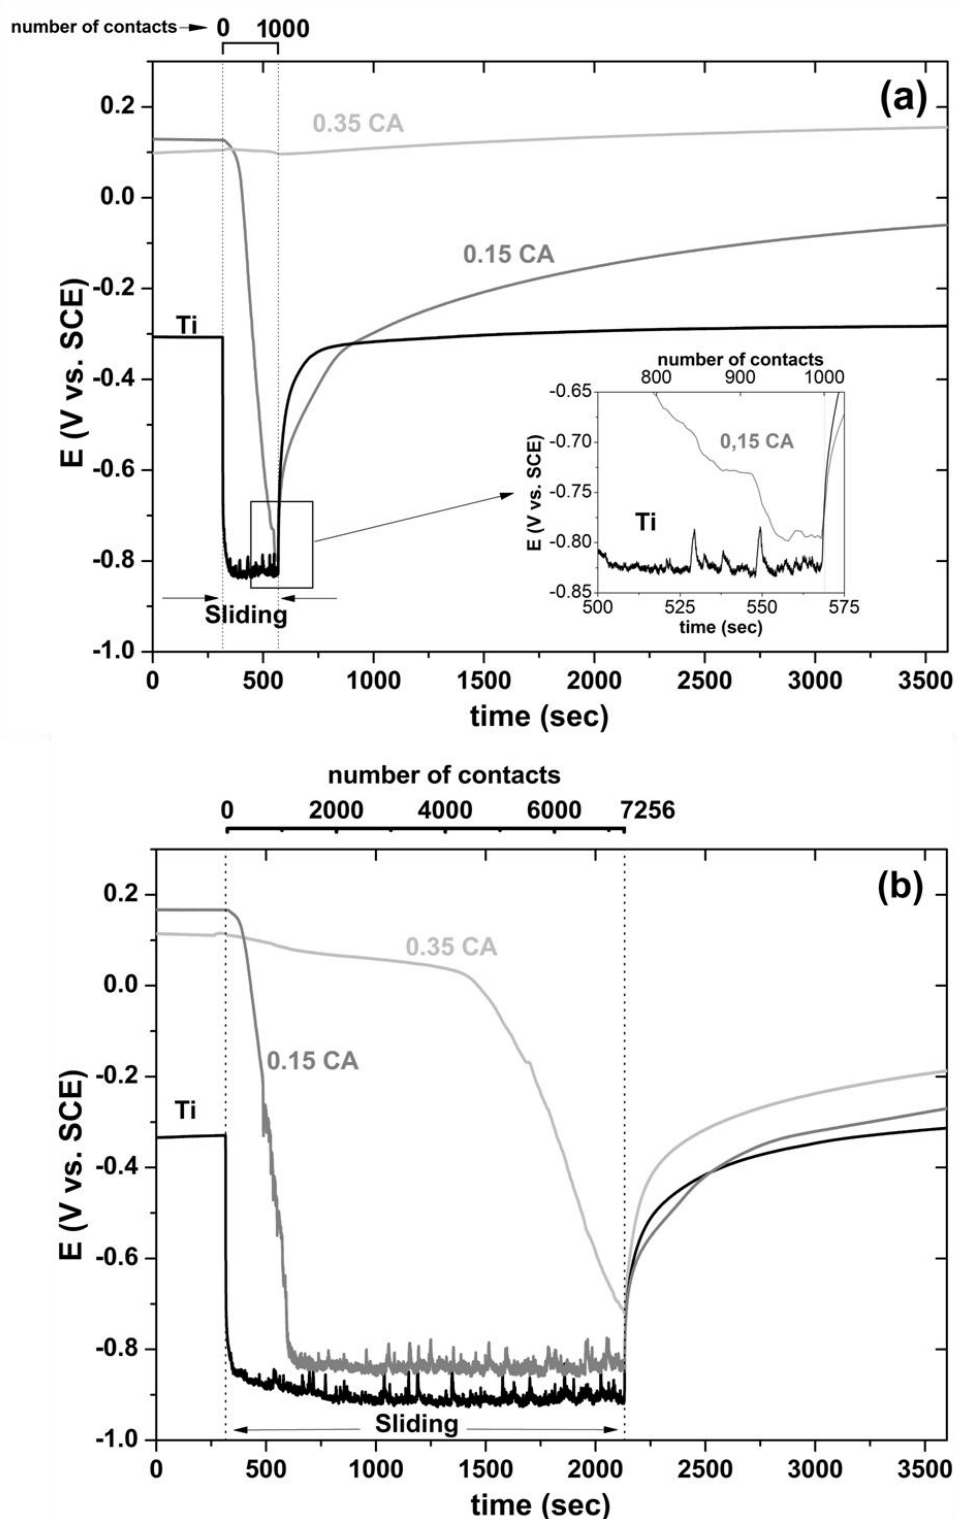 number of contacts 0 1000
(a)
0.35 CA
0.15 CA
Ti
Sliding
E (V vs. SCE)
0.2
0.0
-0.2
-0.4
-0.6
-0.8
-1.0
0 500 1000 1500 2000 2500 3000 3500
time (sec)
number of contacts
800 900 1000
0,15 CA
Ti
E (V vs. SCE)
-0.65
-0.70
-0.75
-0.80
-0.85
500 525 550 575
time (sec)
number of contacts
0 2000 4000 6000 7256
(b)
0.35 CA
0.15 CA
Ti
Sliding
E (V vs. SCE)
0.2
0.0
-0.2
-0.4
-0.6
-0.8
-1.0
0 500 1000 1500 2000 2500 3000 3500
time (sec)